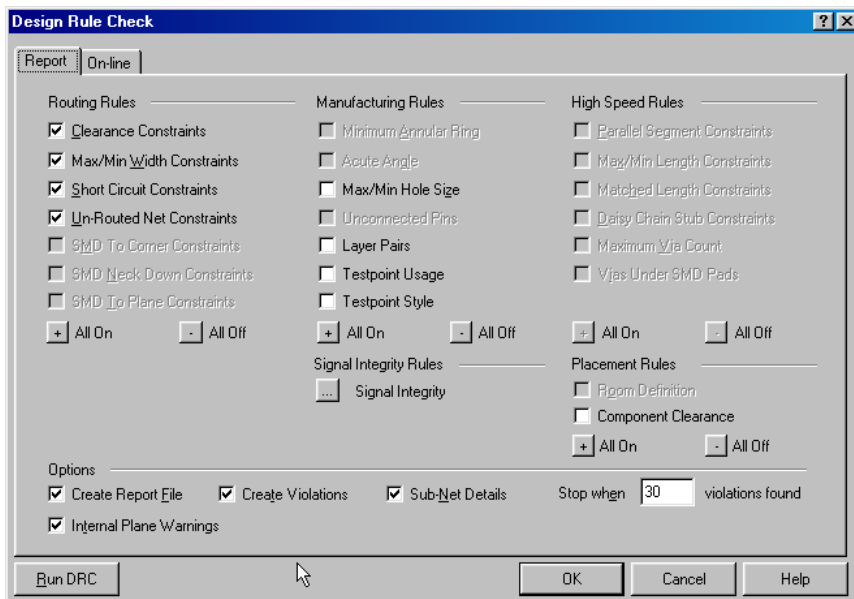 Design Rule Check
Report
On-line
Routing Rules
Clearance Constraints
Max/Min Width Constraints
Short Circuit Constraints
Un-Routed Net Constraints
SMD To Corner Constraints
SMD Neck Down Constraints
SMD To Plane Constraints
+ All On - All Off
Manufacturing Rules
Minimum Annular Ring
Acute Angle
Max/Min Hole Size
Unconnected Pins
Layer Pairs
Testpoint Usage
Testpoint Style
+ All On - All Off
Signal Integrity Rules
... Signal Integrity
High Speed Rules
Parallel Segment Constraints
Max/Min Length Constraints
Matched Length Constraints
Daisy Chain Stub Constraints
Maximum Via Count
Vias Under SMD Pads
+ All On - All Off
Placement Rules
Room Definition
Component Clearance
+ All On - All Off
Options
Create Report File Create Violations Sub-Net Details Stop when 30 violations found
Internal Plane Warnings
Run DRC OK Cancel Help